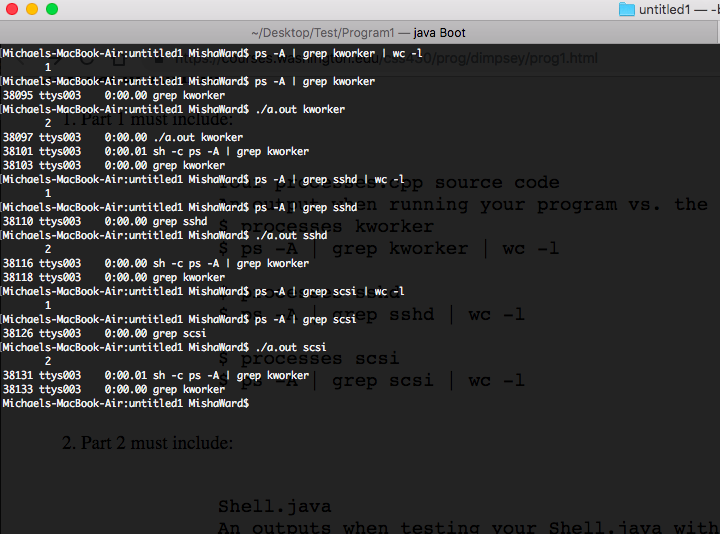 untitled1 — -b
~/Desktop/Test/Program1 — java Boot
[Michaels-MacBook-Air:untitled1 MishaWard$ ps -A | grep kworker | wc -l
1
https://courses.washington.edu/css430/prog/dimpsey/prog1.html
[Michaels-MacBook-Air:untitled1 MishaWard$ ps -A | grep kworker
38095 ttys003 0:00.00 grep kworker
[Michaels-MacBook-Air:untitled1 MishaWard$ ./a.out kworker
1. Part 1 must include:
2
38097 ttys003 0:00.00 ./a.out kworker
38101 ttys003 0:00.01 sh -c ps -A | grep kworker
38103 ttys003 0:00.00 grep kworker
[Michaels-MacBook-Air:untitled1 MishaWard$ ps -A | grep sshd | wc -l
Your processes.cpp source code
1
An output when running your program vs. the
[Michaels-MacBook-Air:untitled1 MishaWard$ ps -A | grep sshd
38110 ttys003 0:00.00 grep sshd
$ processes kworker
[Michaels-MacBook-Air:untitled1 MishaWard$ ./a.out sshd
2
$ ps -A | grep kworker | wc -l
38116 ttys003 0:00.00 sh -c ps -A | grep kworker
38118 ttys003 0:00.00 grep kworker
[Michaels-MacBook-Air:untitled1 MishaWard$ ps -A | grep scsi | wc -l
$ processes sshd
1
$ ps -A | grep sshd | wc -l
[Michaels-MacBook-Air:untitled1 MishaWard$ ps -A | grep scsi
38126 ttys003 0:00.00 grep scsi
[Michaels-MacBook-Air:untitled1 MishaWard$ ./a.out scsi
2
$ processes scsi
38131 ttys003 0:00.01 sh -c ps -A | grep kworker
$ ps -A | grep scsi | wc -l
38133 ttys003 0:00.00 grep kworker
Michaels-MacBook-Air:untitled1 MishaWard$
2. Part 2 must include:
Shell.java
An outputs when testing your Shell.java with